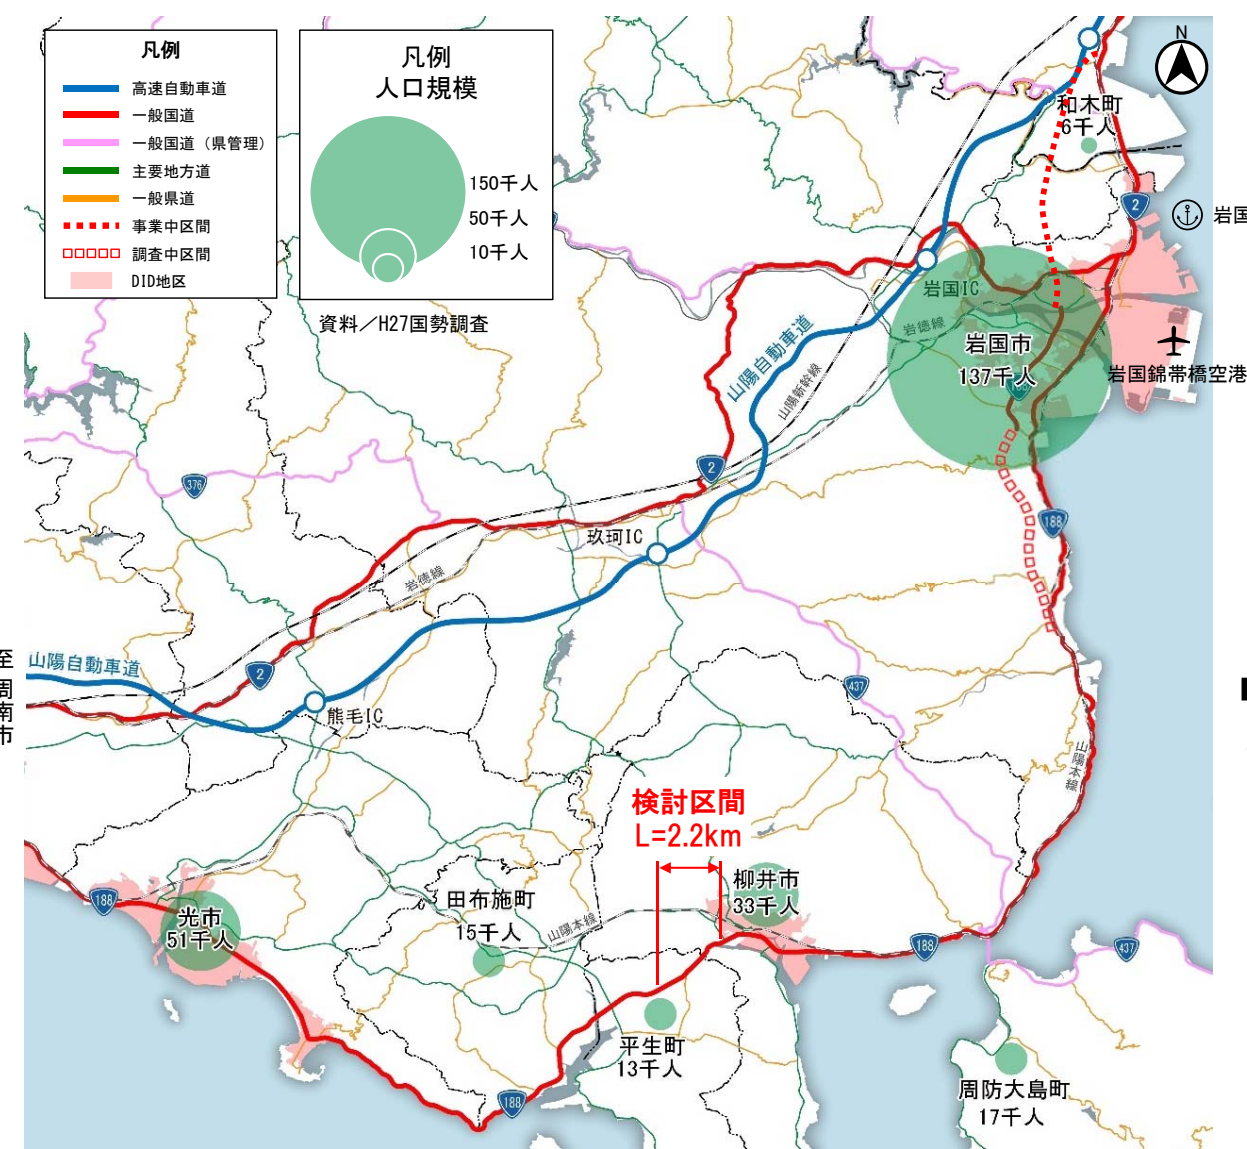 凡例
高速自動車道
一般国道
一般国道（県管理）
主要地方道
一般県道
事業中区間
調査中区間
DID地区
凡例
人口規模
150千人
50千人
10千人
資料／H27国勢調査
N
和木町
6千人
2
岩国
岩国IC
岩徳線
岩国市
137千人
岩国錦帯橋空港
山陽自動車道
山陽新幹線
2
376
188
玖珂IC
岩徳線
至 周南市
山陽自動車道
2
熊毛IC
437
山陽本線
検討区間
L=2.2km
柳井市
33千人
188
光市
51千人
田布施町
15千人
山陽本線
188
437
平生町
13千人
周防大島町
17千人
188